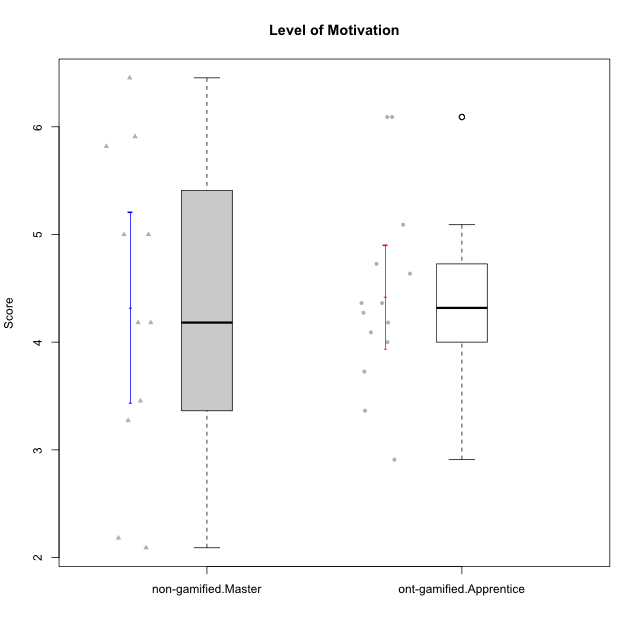 Level of Motivation
Score
6
5
4
3
2
non-gamified.Master
ont-gamified.Apprentice